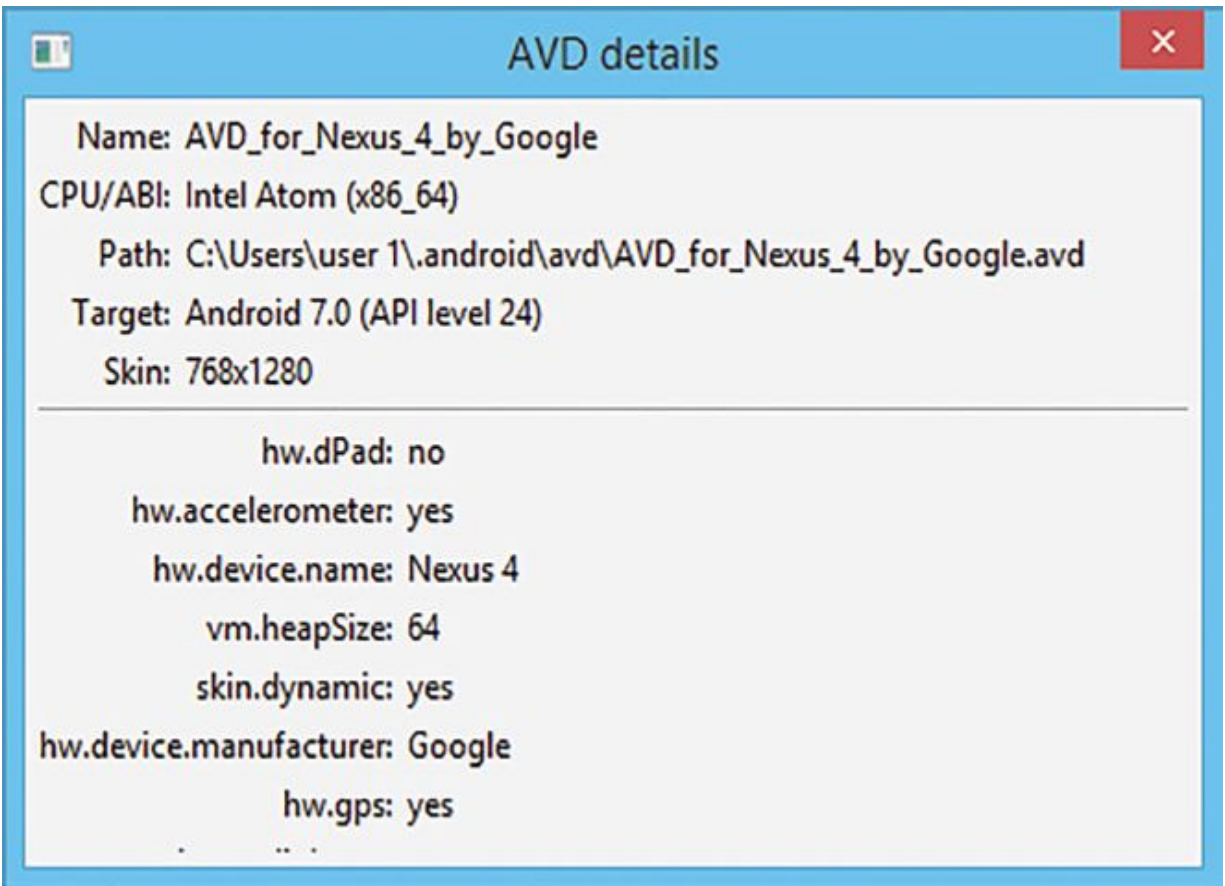 AVD details
Name: AVD_for_Nexus_4_by_Google
CPU/ABI: Intel Atom (x86_64)
Path: C:\Users\user 1\.android\avd\AVD_for_Nexus_4_by_Google.avd
Target: Android 7.0 (API level 24)
Skin: 768x1280
hw.dPad: no
hw.accelerometer: yes
hw.device.name: Nexus 4
vm.heapSize: 64
skin.dynamic: yes
hw.device.manufacturer: Google
hw.gps: yes